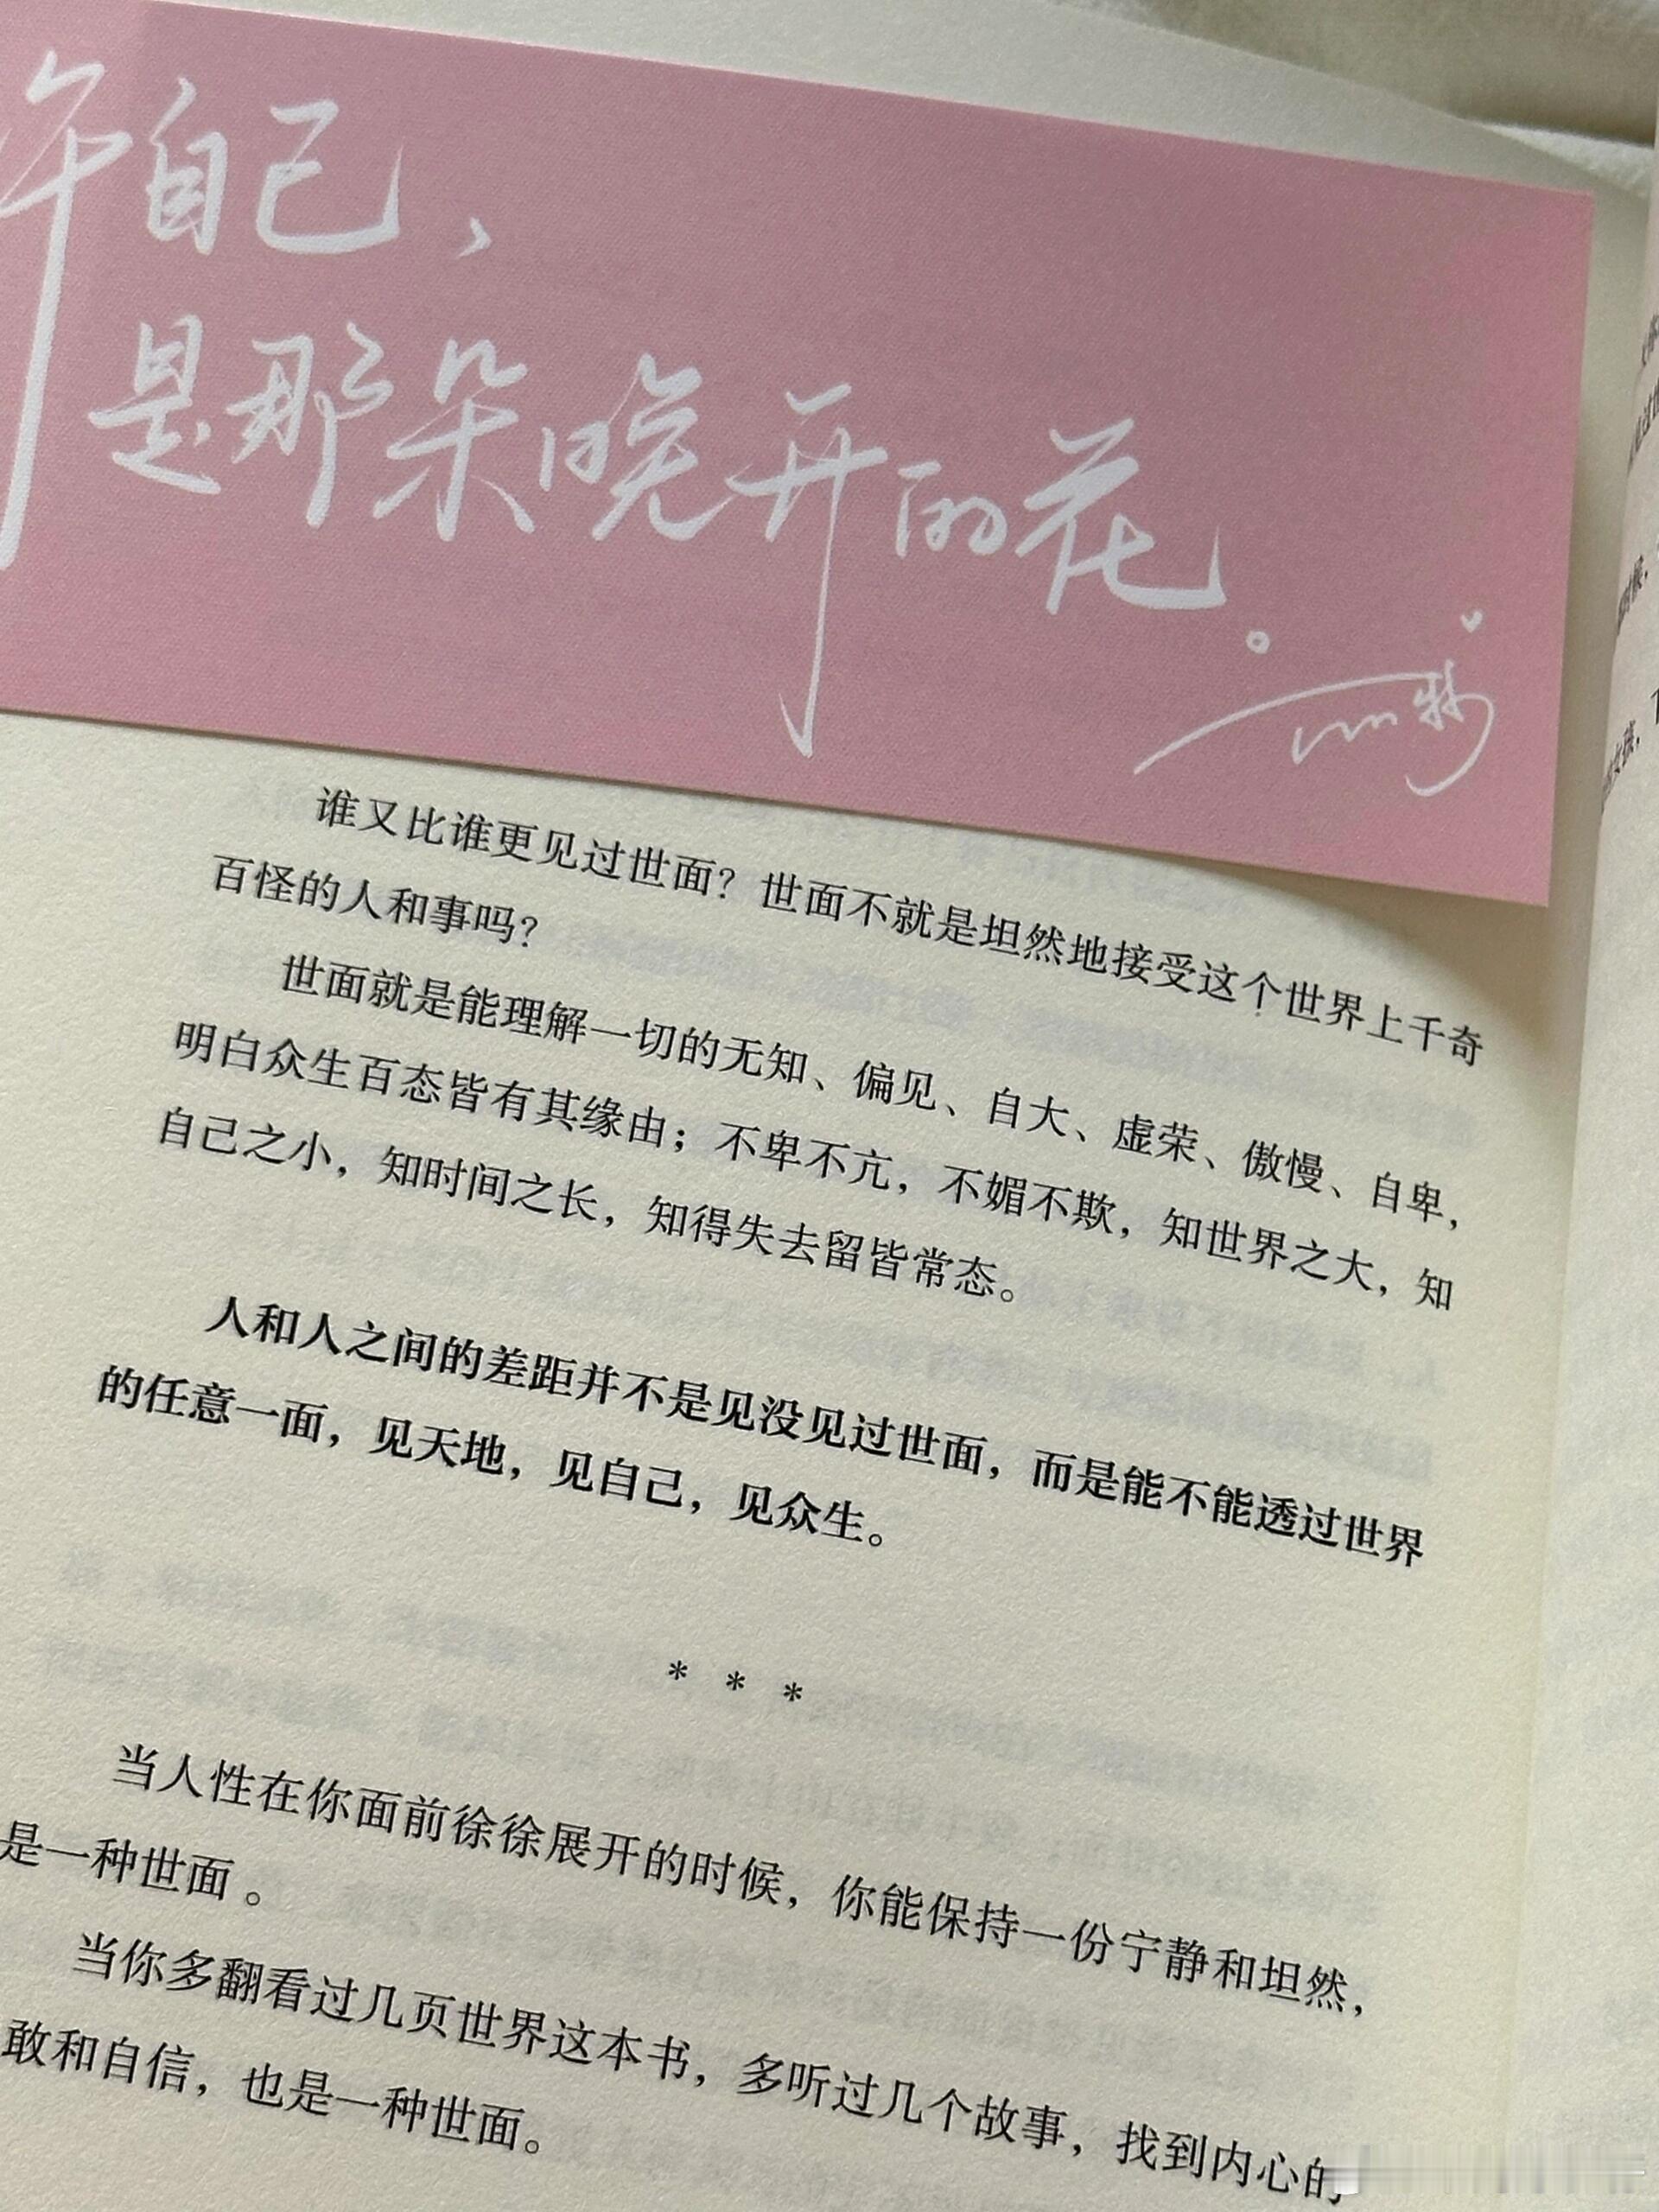 许自己，
是那朵晚开的花。
谁又比谁更见过世面？世面不就是坦然地接受这个世界上千奇
百怪的人和事吗？
世面就是能理解一切的无知、偏见、自大、虚荣、傲慢、自卑，
明白众生百态皆有其缘由；不卑不亢，不媚不欺，知世界之大，知
自己之小，知时间之长，知得失去留皆常态。
人和人之间的差距并不是见没见过世面，而是能不能透过世界
的任意一面，见天地，见自己，见众生。
* * *
当人性在你面前徐徐展开的时候，你能保持一份宁静和坦然，
是一种世面。
当你多翻看过几页世界这本书，多听过几个故事，找到内心的
敢和自信，也是一种世面。